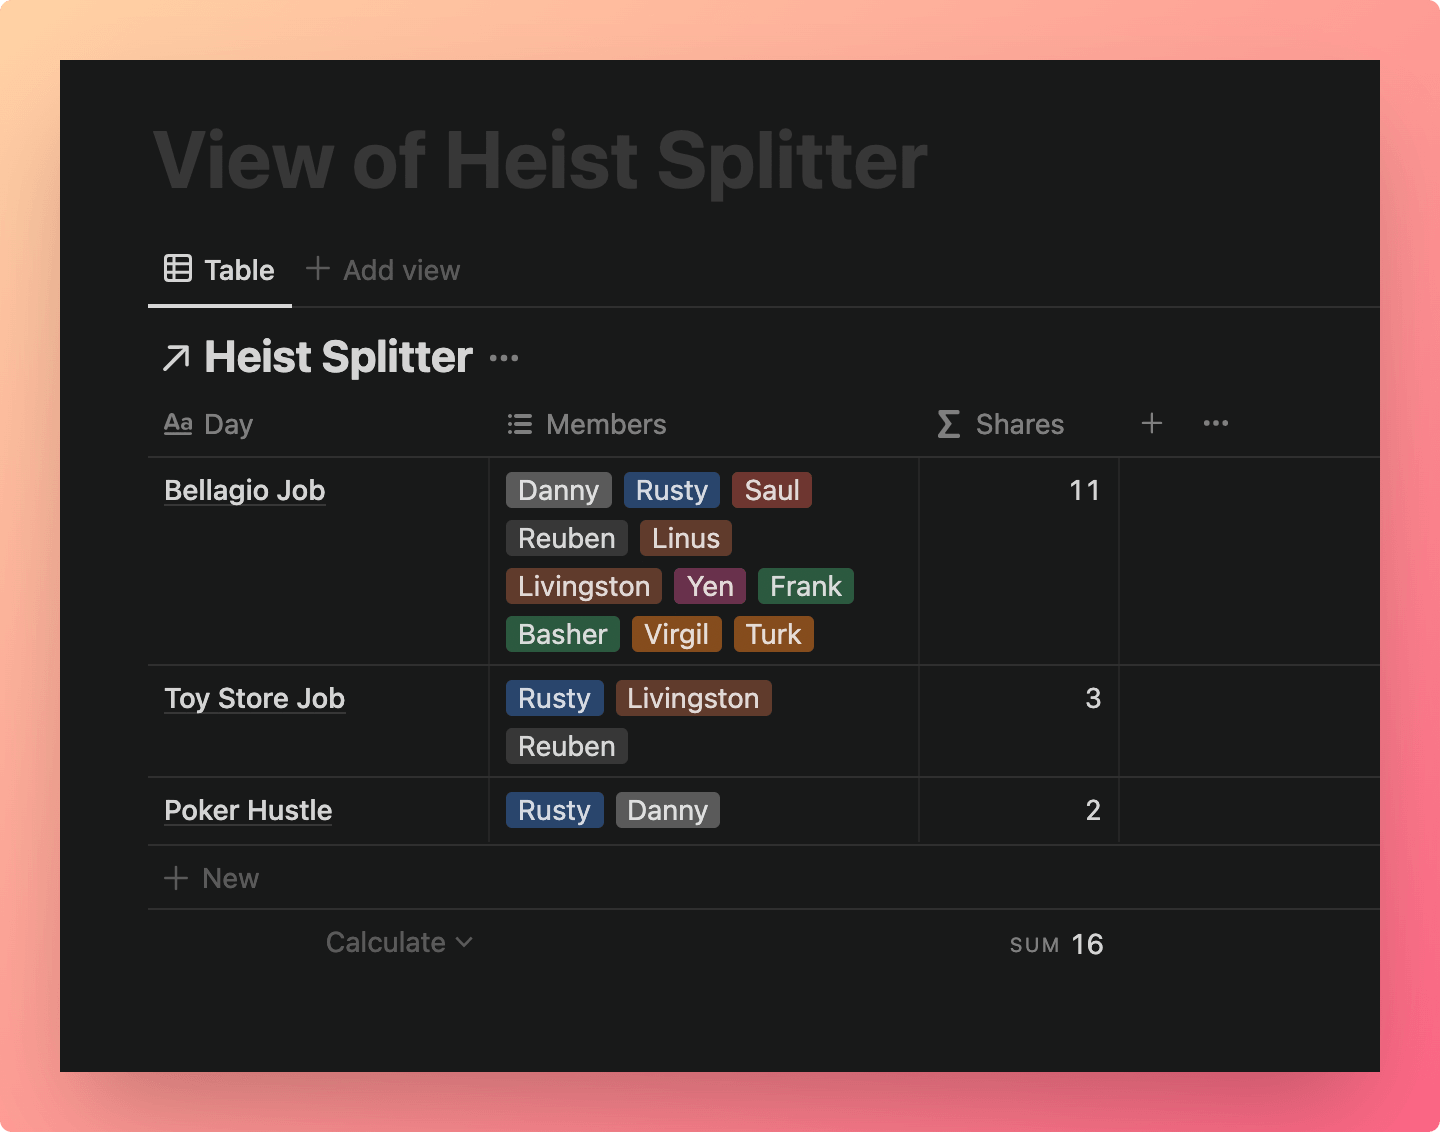 View of Heist Splitter
Table + Add view
Heist Splitter
Aa Day Members Σ Shares +
Bellagio Job Danny Rusty Saul 11
Reuben Linus
Livingston Yen Frank
Basher Virgil Turk
Toy Store Job Rusty Livingston 3
Reuben
Poker Hustle Rusty Danny 2
+ New
Calculate SUM 16